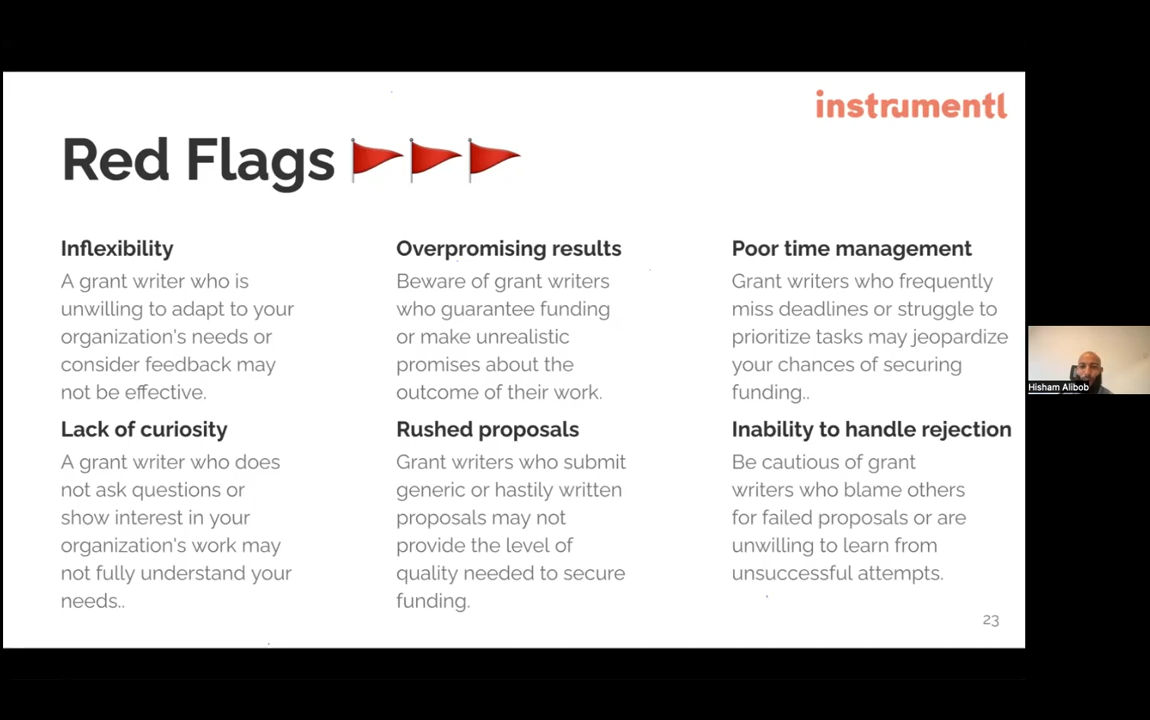 instrumentl
Red Flags
Inflexibility
A grant writer who is
unwilling to adapt to your
organization's needs or
consider feedback may
not be effective.
Overpromising results
Beware of grant writers
who guarantee funding
or make unrealistic
promises about the
outcome of their work.
Poor time management
Grant writers who frequently
miss deadlines or struggle to
prioritize tasks may jeopardize
your chances of securing
funding..
Lack of curiosity
A grant writer who does
not ask questions or
show interest in your
organization's work may
not fully understand your
needs..
Rushed proposals
Grant writers who submit
generic or hastily written
proposals may not
provide the level of
quality needed to secure
funding.
Inability to handle rejection
Be cautious of grant
writers who blame others
for failed proposals or are
unwilling to learn from
unsuccessful attempts.
23
Hisham Allbob